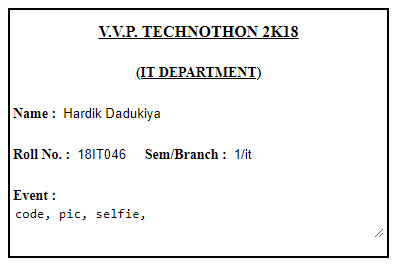 V.V.P. TECHNOTHON 2K18
(IT DEPARTMENT)
Name : Hardik Dadukiya
Roll No. : 18IT046 Sem/Branch : 1/it
Event :
code, pic, selfie,